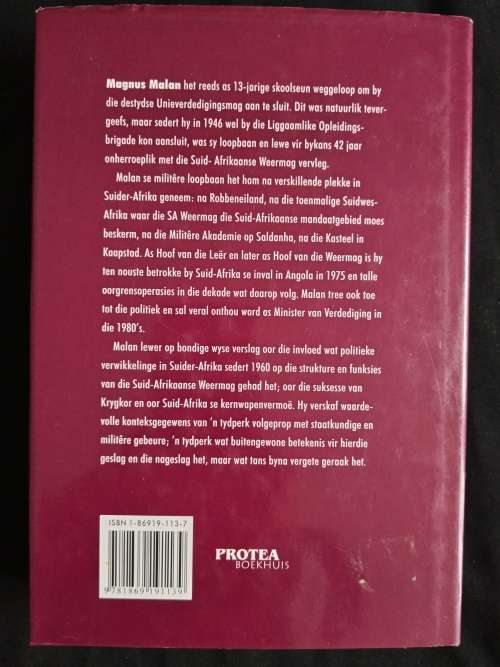 Magnus Malan het reeds as 13-jarige skoolseun weggeloop om by
die destydse Unieverdedigingsmag aan te sluit. Dit was natuurlik tever-
geefs, maar sedert hy in 1946 wel by die Liggaamlike Opleidings-
brigade kon aansluit, was sy loopbaan en lewe vir bykans 42 jaar
onherroeplik met die Suid- Afrikaanse Weermag vervleg.
Malan se militêre loopbaan het hom na verskillende plekke in
Suider-Afrika geneem: na Robbeneiland, na die toenmalige Suidwes-
Afrika waar die SA Weermag die Suid-Afrikaanse mandaatgebied moes
beskerm, na die Militêre Akademie op Saldanha, na die Kasteel in
Kaapstad. As Hoof van die Leër en later as Hoof van die Weermag is hy
ten nouste betrokke by Suid-Afrika se inval in Angola in 1975 en talle
oorgrensoperasies in die dekade wat daarop volg. Malan tree ook toe
tot die politiek en sal veral onthou word as Minister van Verdediging in
die 1980's.
Malan lewer op bondige wyse verslag oor die invloed wat politieke
verwikkelinge in Suider-Afrika sedert 1960 op die strukture en funksies
van die Suid-Afrikaanse Weermag gehad het; oor die suksesse van
Krygkor en oor Suid-Afrika se kernwapenvermoë. Hy verskaf waarde-
volle konteksgegewens van 'n tydperk volgeprop met staatkundige en
militêre gebeure; 'n tydperk wat buitengewone betekenis vir hierdie
geslag en die nageslag het, maar wat tans byna vergete geraak het.
ISBN 1-86919-113-7
9 781869 191139
PROTEA
BOEKHUIS